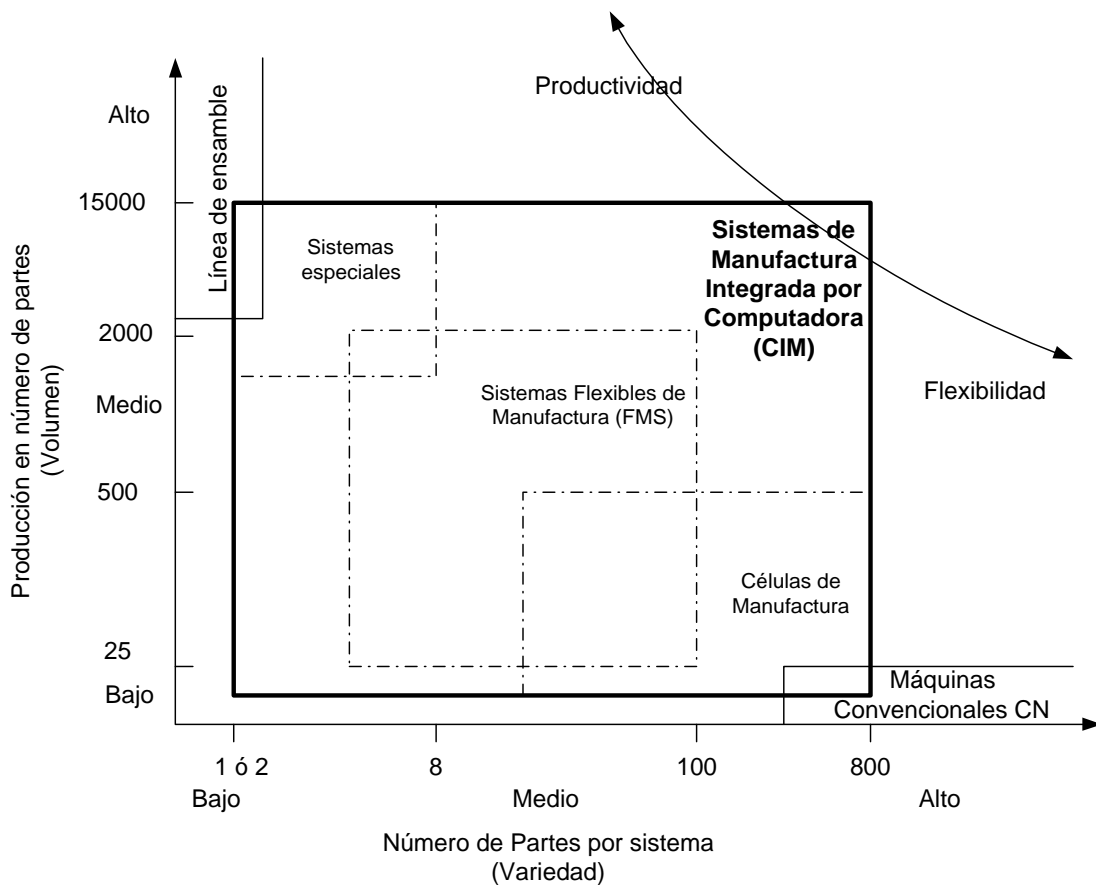 Productividad
Alto
15000
Línea de ensamble
Sistemas
especiales
Sistemas de
Manufactura
Integrada por
Computadora
(CIM)
2000
Producción en número de partes
(Volumen)
Medio
Sistemas Flexibles de
Manufactura (FMS)
Flexibilidad
500
Células de
Manufactura
25
Bajo
Máquinas
Convencionales CN
1 ó 2
8
100
800
Bajo
Medio
Alto
Número de Partes por sistema
(Variedad)